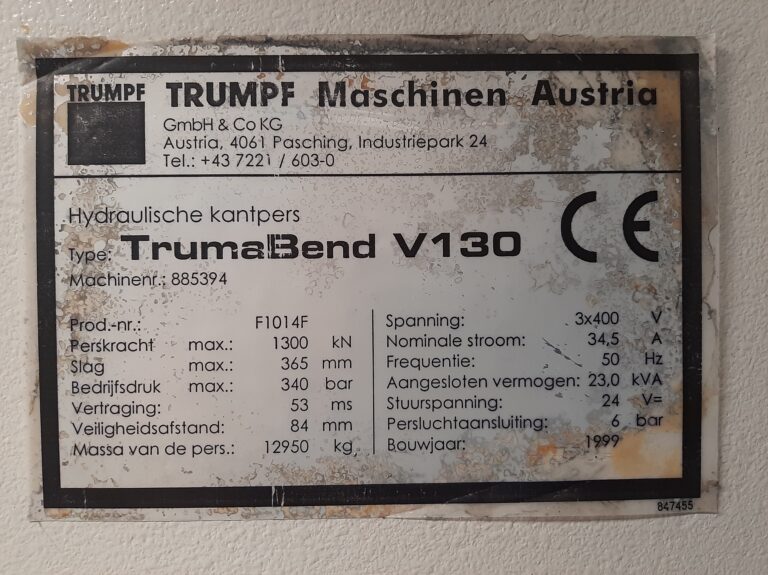 TRUMPF
TRUMPF Maschinen Austria
GmbH & Co KG
Austria, 4061 Pasching, Industriepark 24
Tel.: +43 7221 / 603-0
Hydraulische kantpers
Type: TrumaBend V130
CE
Machinenr.: 885394
Prod.-nr.: F1014F
Perskracht max.: 1300 kN
Slag max.: 365 mm
Bedrijfsdruk max.: 340 bar
Vertraging: 53 ms
Veiligheidsafstand: 84 mm
Massa van de pers.: 12950 kg
Spanning: 3x400 V
Nominale stroom: 34,5 A
Frequentie: 50 Hz
Aangesloten vermogen: 23,0 kVA
Stuurspanning: 24 V=
Persluchtaansluiting: 6 bar
Bouwjaar: 1999
847455